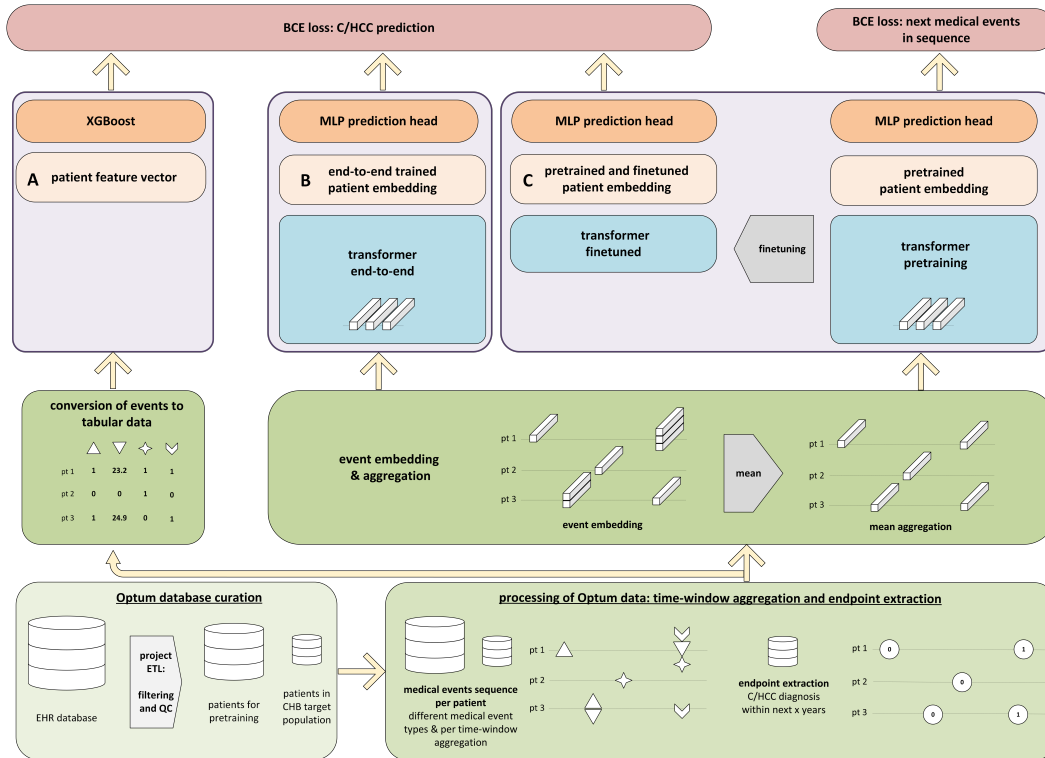 BCE loss: C/HCC prediction
BCE loss: next medical events
in sequence
XGBoost
MLP prediction head
MLP prediction head
MLP prediction head
A patient feature vector
B end-to-end trained
patient embedding
C pretrained and finetuned
patient embedding
pretrained
patient embedding
transformer
end-to-end
transformer
finetuned
finetuning
transformer
pretraining
conversion of events to
tabular data
pt 1 1 23.2 1 1
pt 2 0 0 1 0
pt 3 1 24.9 0 1
event embedding
& aggregation
pt 1
pt 2
pt 3
event embedding
mean
pt 1
pt 2
pt 3
mean aggregation
Optum database curation
EHR database
project
ETL:
filtering
and QC
patients for
pretraining
patients in
CHB target
population
processing of Optum data: time-window aggregation and endpoint extraction
medical events sequence
per patient
different medical event
types & per time-window
aggregation
pt 1
pt 2
pt 3
endpoint extraction
C/HCC diagnosis
within next x years
pt 1 0 1
pt 2 0
pt 3 0 1